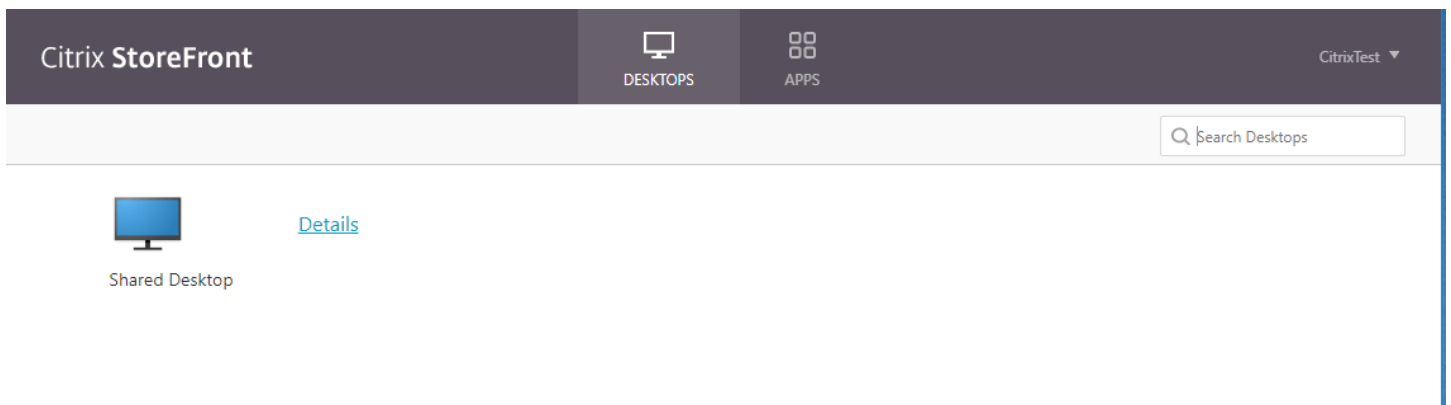 Citrix StoreFront
DESKTOPS
APPS
CitrixTest
Search Desktops
Details
Shared Desktop